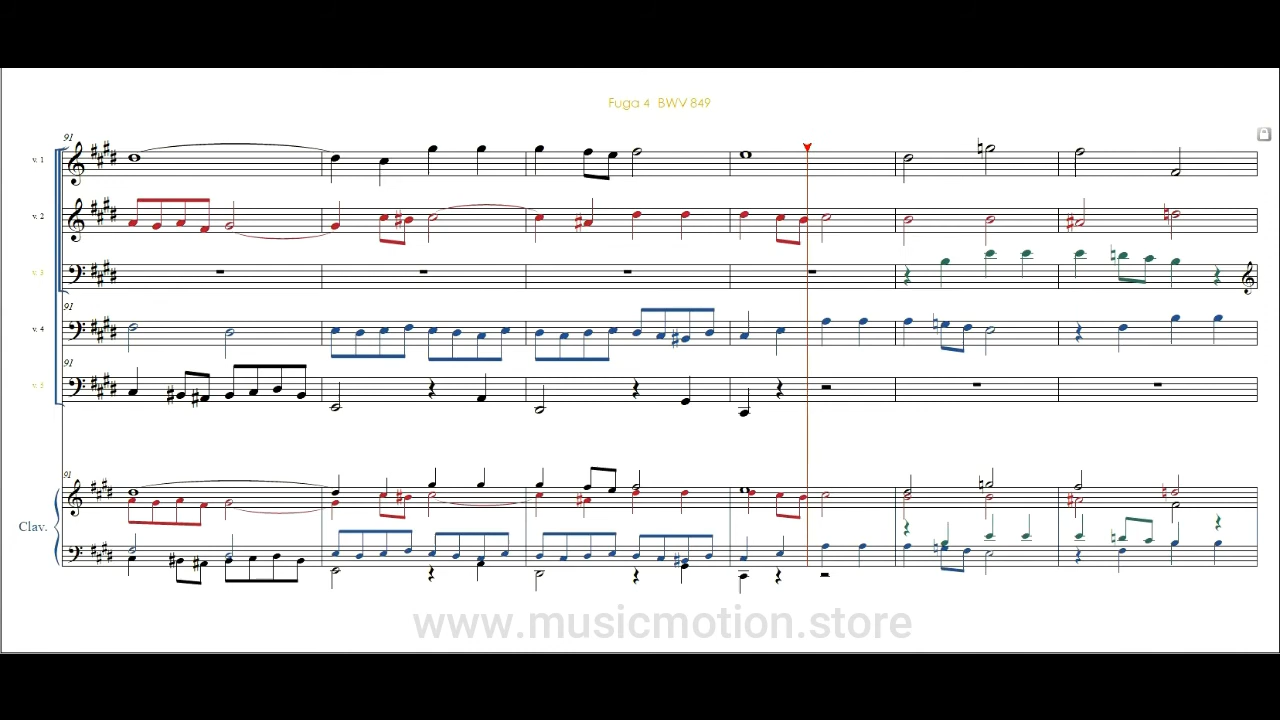 Fuga 4 BWV 849
91
v. 1
v. 2
v. 3
91
v. 4
91
v. 5
91
Clav.
www.musicmotion.store